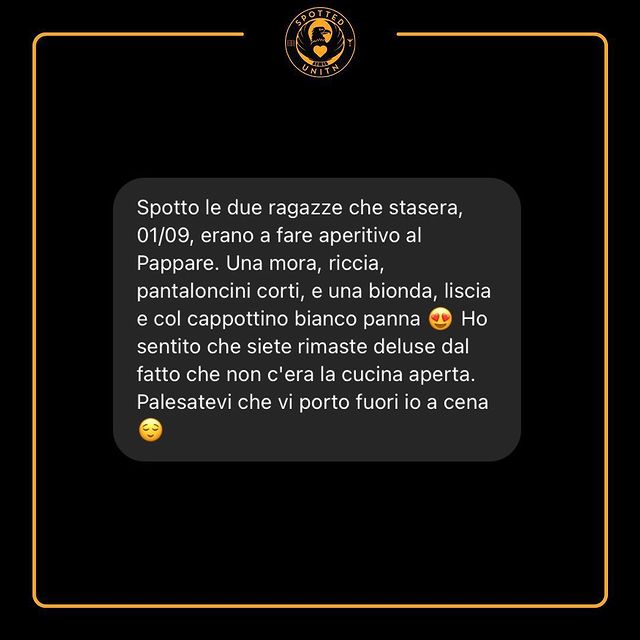 SPOTTED
UNITN
Spotto le due ragazze che stasera,
01/09, erano a fare aperitivo al
Pappare. Una mora, riccia,
pantaloncini corti, e una bionda, liscia
e col cappottino bianco panna 😍 Ho
sentito che siete rimaste deluse dal
fatto che non c'era la cucina aperta.
Palesatevi che vi porto fuori io a cena
😌